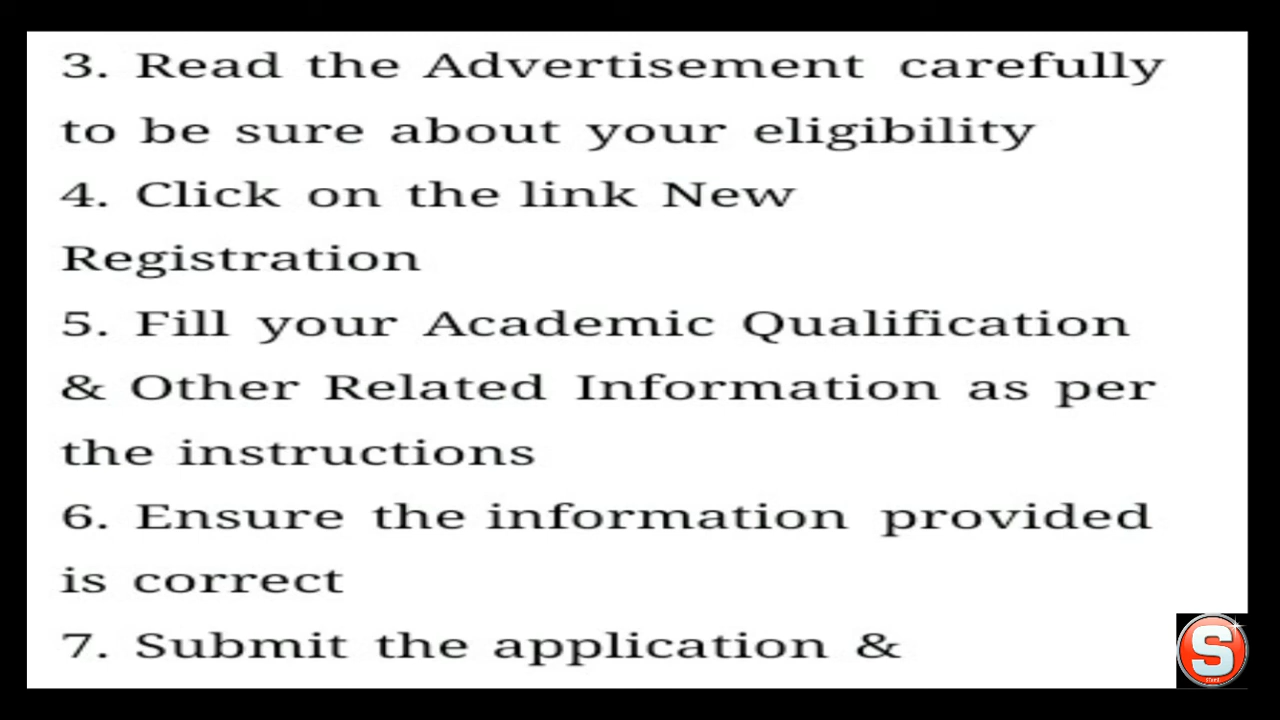 3. Read the Advertisement carefully
to be sure about your eligibility
4. Click on the link New
Registration
5. Fill your Academic Qualification
& Other Related Information as per
the instructions
6. Ensure the information provided
is correct
7. Submit the application &
S